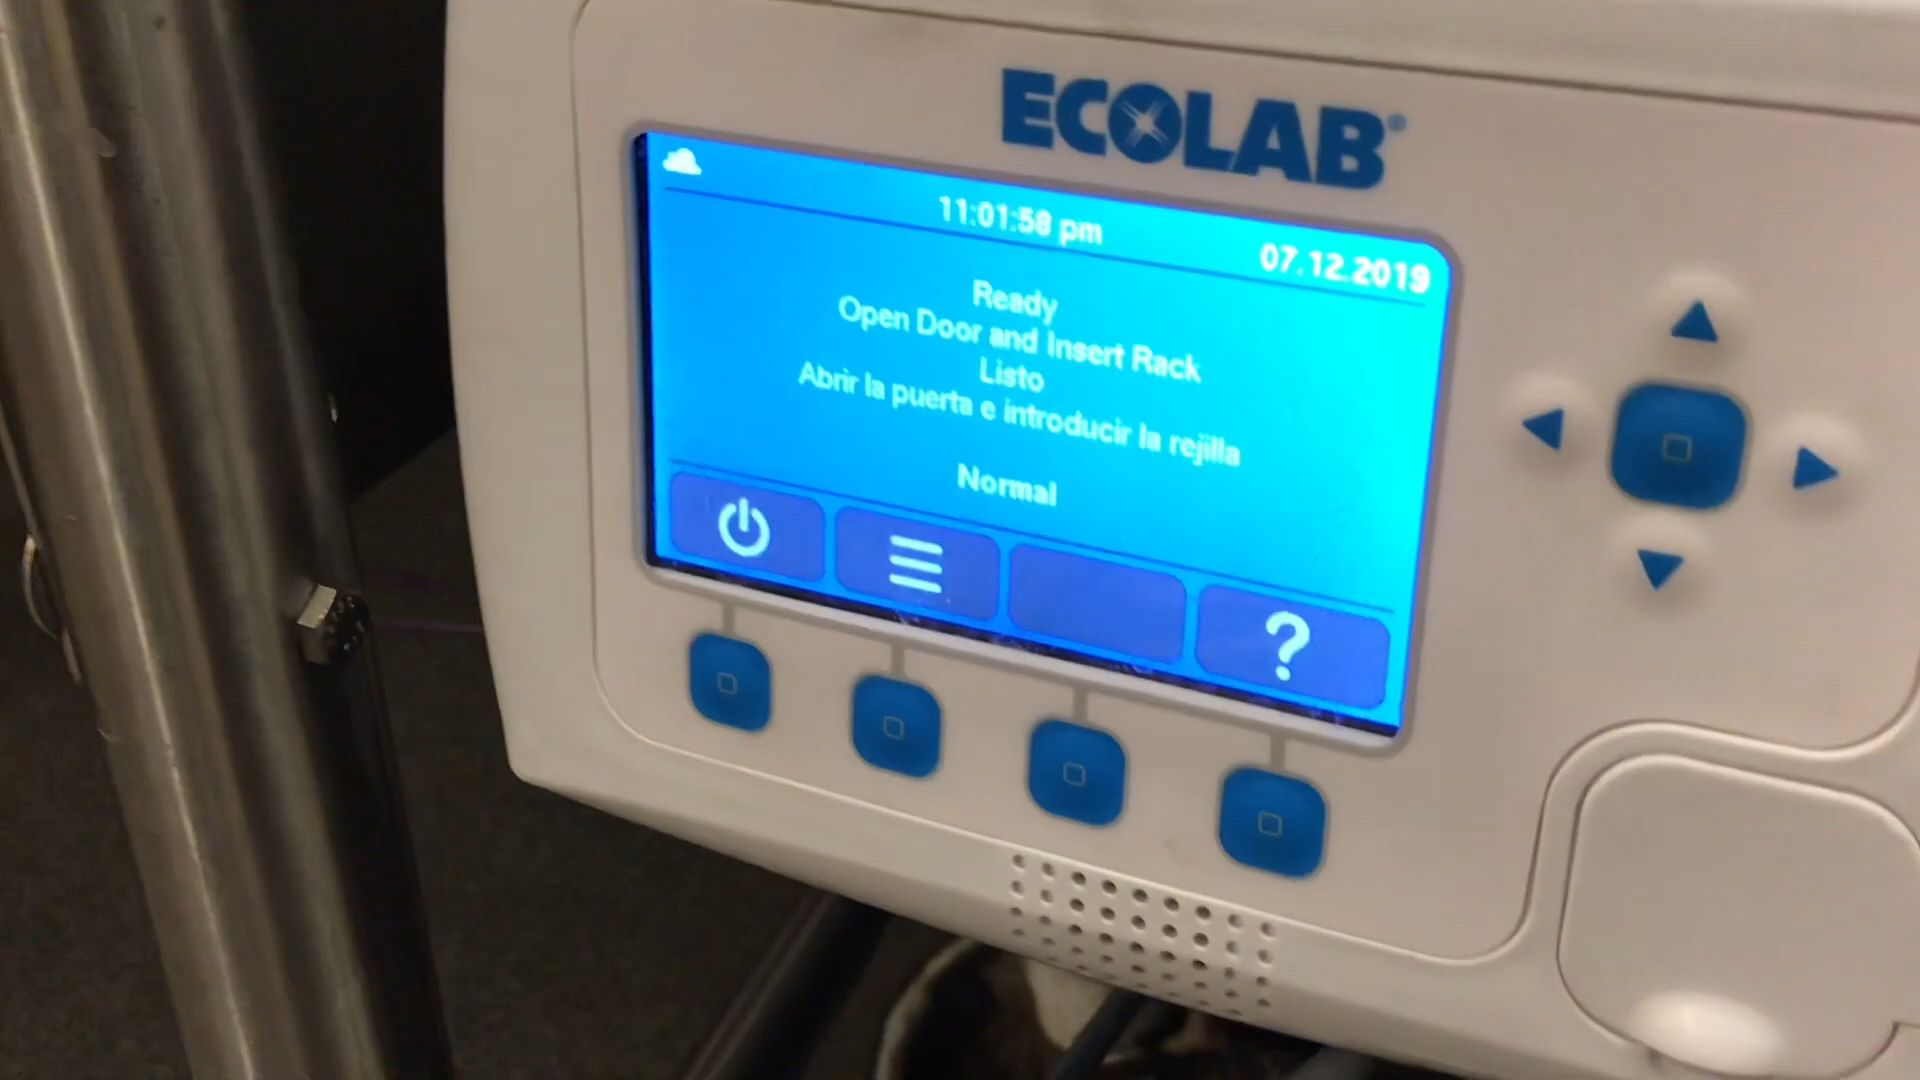 ECOLAB®
11:01:58 pm
07.12.2019
Ready
Open Door and Insert Rack
Listo
Abrir la puerta e introducir la rejilla
Normal
?